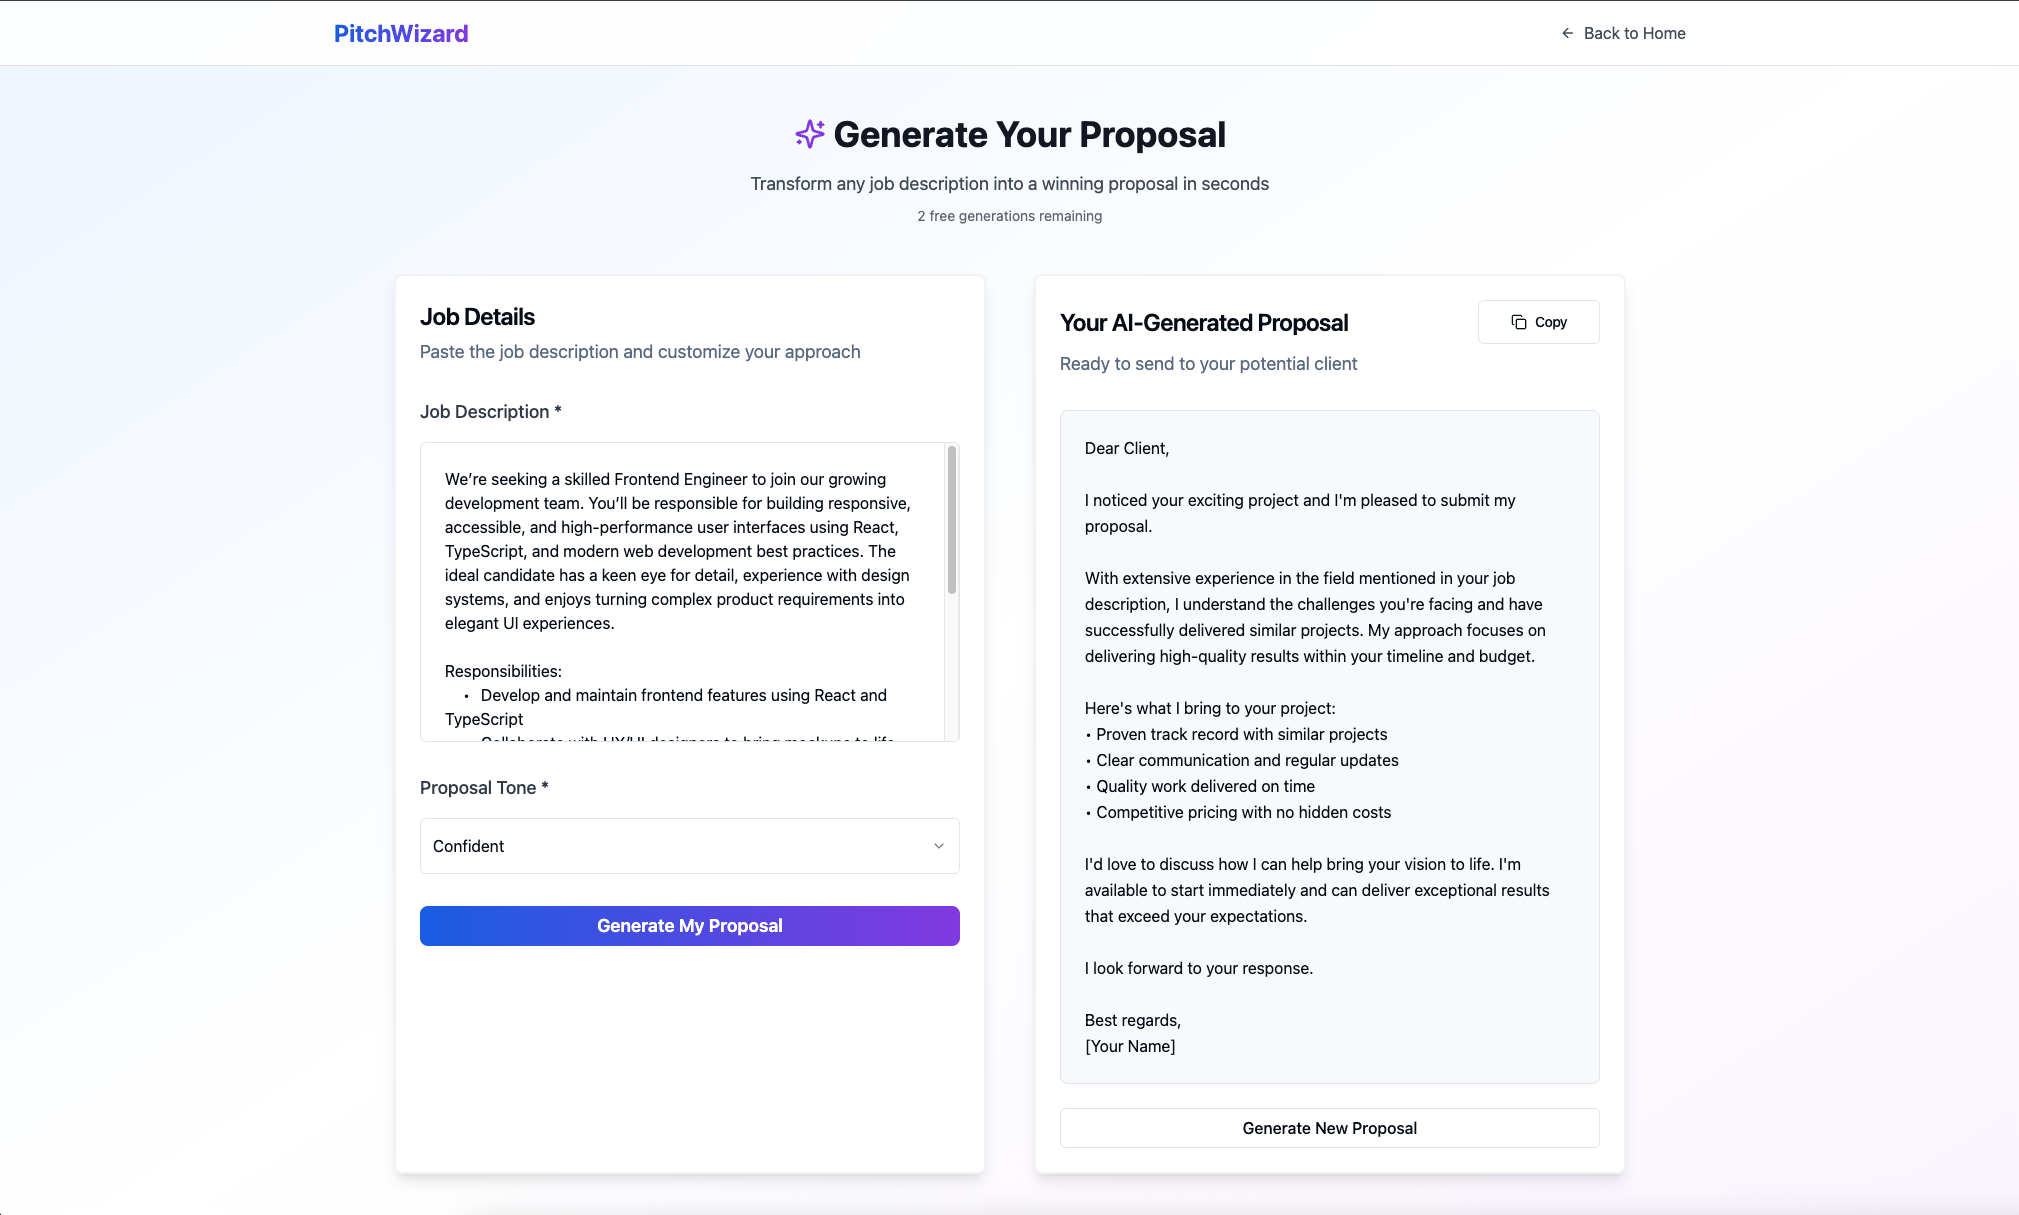 PitchWizard
← Back to Home
Generate Your Proposal
Transform any job description into a winning proposal in seconds
2 free generations remaining
Job Details
Paste the job description and customize your approach
Job Description *
We’re seeking a skilled Frontend Engineer to join our growing
development team. You’ll be responsible for building responsive,
accessible, and high-performance user interfaces using React,
TypeScript, and modern web development best practices. The
ideal candidate has a keen eye for detail, experience with design
systems, and enjoys turning complex product requirements into
elegant UI experiences.
Responsibilities:
• Develop and maintain frontend features using React and
TypeScript
Collaborate with UX/UI designers to bring mockups to life
Proposal Tone *
Confident
Generate My Proposal
Your AI-Generated Proposal
Copy
Ready to send to your potential client
Dear Client,
I noticed your exciting project and I'm pleased to submit my
proposal.
With extensive experience in the field mentioned in your job
description, I understand the challenges you're facing and have
successfully delivered similar projects. My approach focuses on
delivering high-quality results within your timeline and budget.
Here's what I bring to your project:
• Proven track record with similar projects
• Clear communication and regular updates
• Quality work delivered on time
• Competitive pricing with no hidden costs
I'd love to discuss how I can help bring your vision to life. I'm
available to start immediately and can deliver exceptional results
that exceed your expectations.
I look forward to your response.
Best regards,
[Your Name]
Generate New Proposal